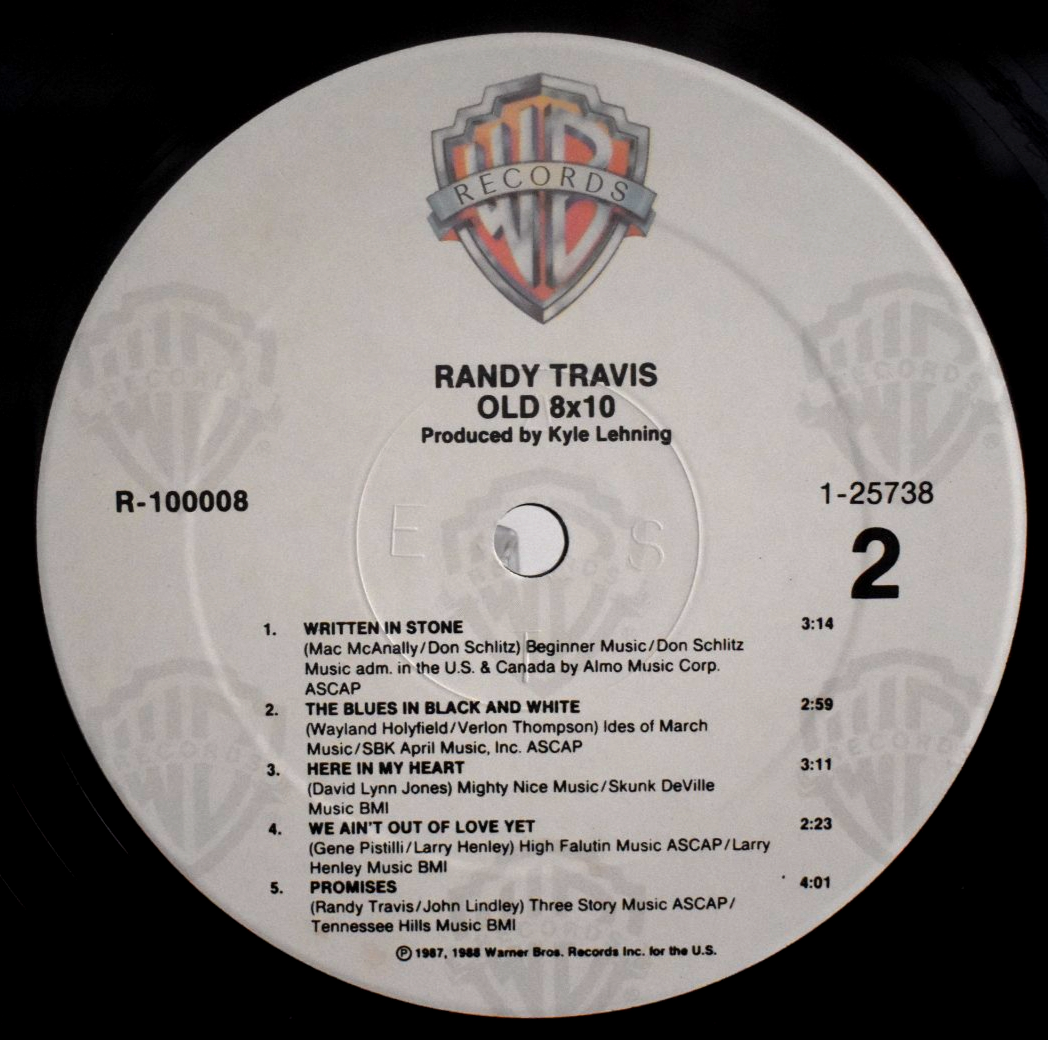 WB
RECORDS
RANDY TRAVIS
OLD 8x10
Produced by Kyle Lehning
R-100008
1-25738
2
E S
1. WRITTEN IN STONE 3:14
(Mac McAnally/Don Schlitz) Beginner Music/Don Schlitz
Music adm. in the U.S. & Canada by Almo Music Corp.
ASCAP
2. THE BLUES IN BLACK AND WHITE 2:59
(Wayland Holyfield/Verlon Thompson) Ides of March
Music/SBK April Music, Inc. ASCAP
3. HERE IN MY HEART 3:11
(David Lynn Jones) Mighty Nice Music/Skunk DeVille
Music BMI
4. WE AIN'T OUT OF LOVE YET 2:23
(Gene Pistilli/Larry Henley) High Falutin Music ASCAP/Larry
Henley Music BMI
5. PROMISES 4:01
(Randy Travis/John Lindley) Three Story Music ASCAP/
Tennessee Hills Music BMI
℗ 1987, 1988 Warner Bros. Records Inc. for the U.S.